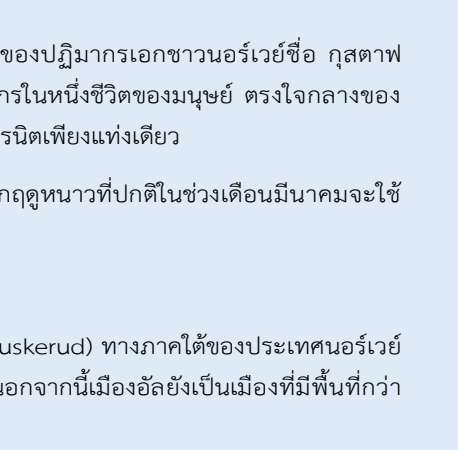 ของปฏิมากรเอกชาวนอร์เวย์ชื่อ กุสตาฟ
กรในหนึ่งชีวิตของมนุษย์ ตรงใจกลางของ
รนิตเพียงแท่งเดียว
กฤดูหนาวที่ปกติในช่วงเดือนมีนาคมจะใช้
uskerud) ทางภาคใต้ของประเทศนอร์เวย์
นอกจากนี้เมืองอัลยังเป็นเมืองที่มีพื้นที่กว่า